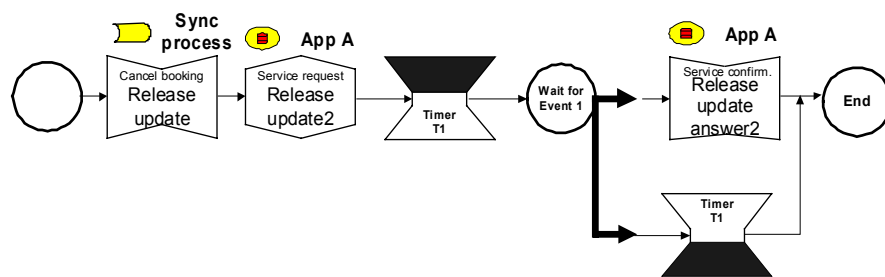 Sync
process
App A
App A
Cancel booking
Release
update
Service request
Release
update2
Timer
T1
Wait for
Event 1
Service confirm.
Release
update
answer2
End
Timer
T1